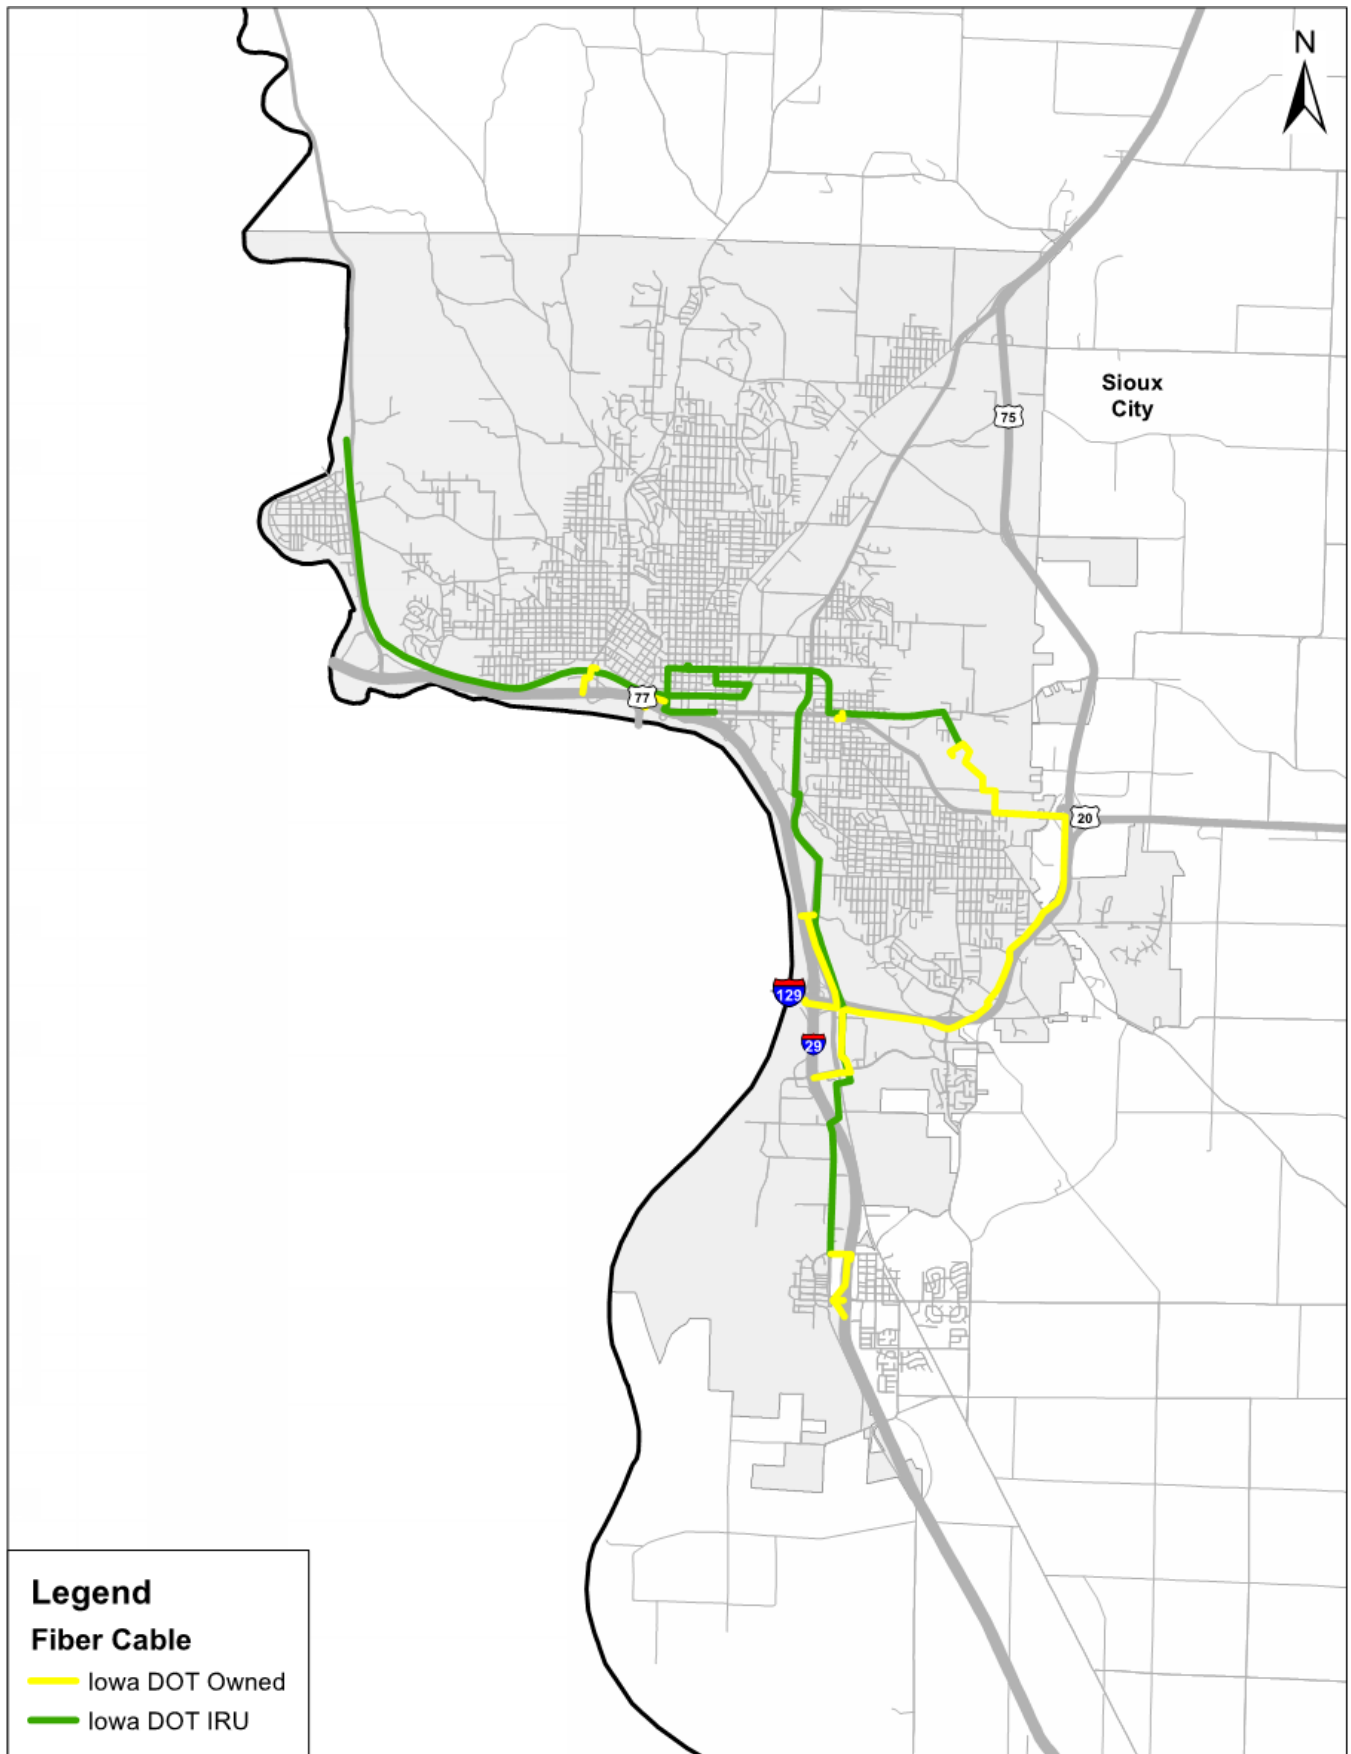 N
Sioux
City
75
77
20
129
29
Legend
Fiber Cable
Iowa DOT Owned
Iowa DOT IRU